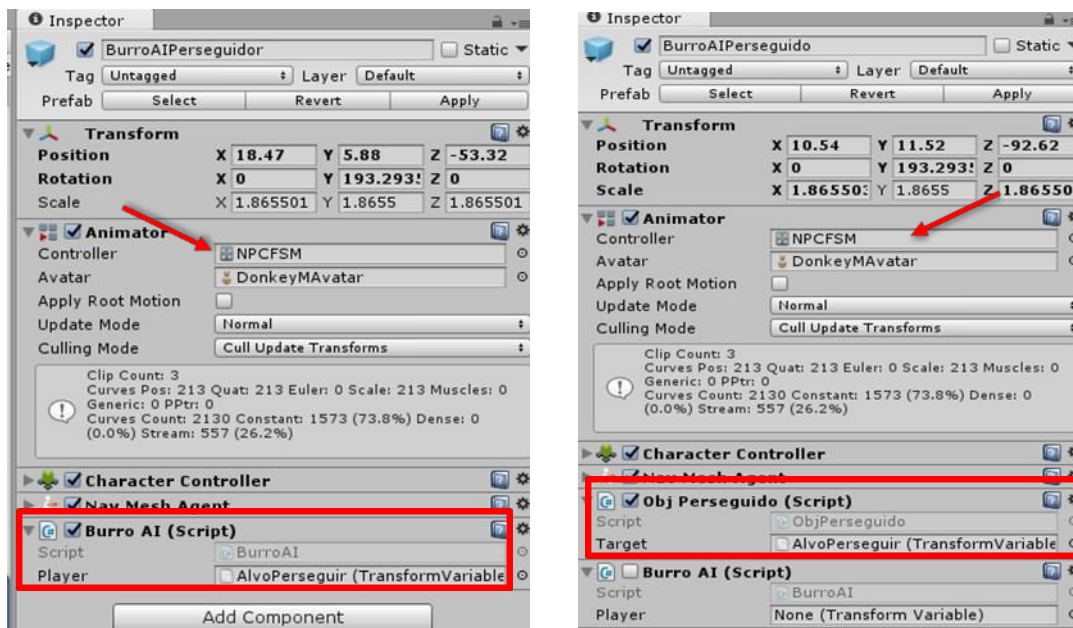 Inspector
BurroAIPerseguidor
Static
Tag Untagged Layer Default
Prefab Select Revert Apply
Transform
Position X 18.47 Y 5.88 Z -53.32
Rotation X 0 Y 193.293! Z 0
Scale X 1.865501 Y 1.8655 Z 1.865501
Animator
Controller NPCFSM
Avatar DonkeyMAvatar
Apply Root Motion
Update Mode Normal
Culling Mode Cull Update Transforms
Clip Count: 3
Curves Pos: 213 Quat: 213 Euler: 0 Scale: 213 Muscles: 0
Generic: 0 PPtr: 0
Curves Count: 2130 Constant: 1573 (73.8%) Dense: 0
(0.0%) Stream: 557 (26.2%)
Character Controller
Nav Mesh Agent
Burro AI (Script)
Script BurroAI
Player AlvoPerseguir (TransformVariable
Add Component
Inspector
BurroAIPerseguido
Static
Tag Untagged Layer Default
Prefab Select Revert Apply
Transform
Position X 10.54 Y 11.52 Z -92.62
Rotation X 0 Y 193.293! Z 0
Scale X 1.86550: Y 1.8655 Z 1.86550
Animator
Controller NPCFSM
Avatar DonkeyMAvatar
Apply Root Motion
Update Mode Normal
Culling Mode Cull Update Transforms
Clip Count: 3
Curves Pos: 213 Quat: 213 Euler: 0 Scale: 213 Muscles: 0
Generic: 0 PPtr: 0
Curves Count: 2130 Constant: 1573 (73.8%) Dense: 0
(0.0%) Stream: 557 (26.2%)
Character Controller
Nav Mesh Agent
Obj Perseguido (Script)
Script ObjPerseguido
Target AlvoPerseguir (TransformVariable
Burro AI (Script)
Script BurroAI
Player None (Transform Variable)